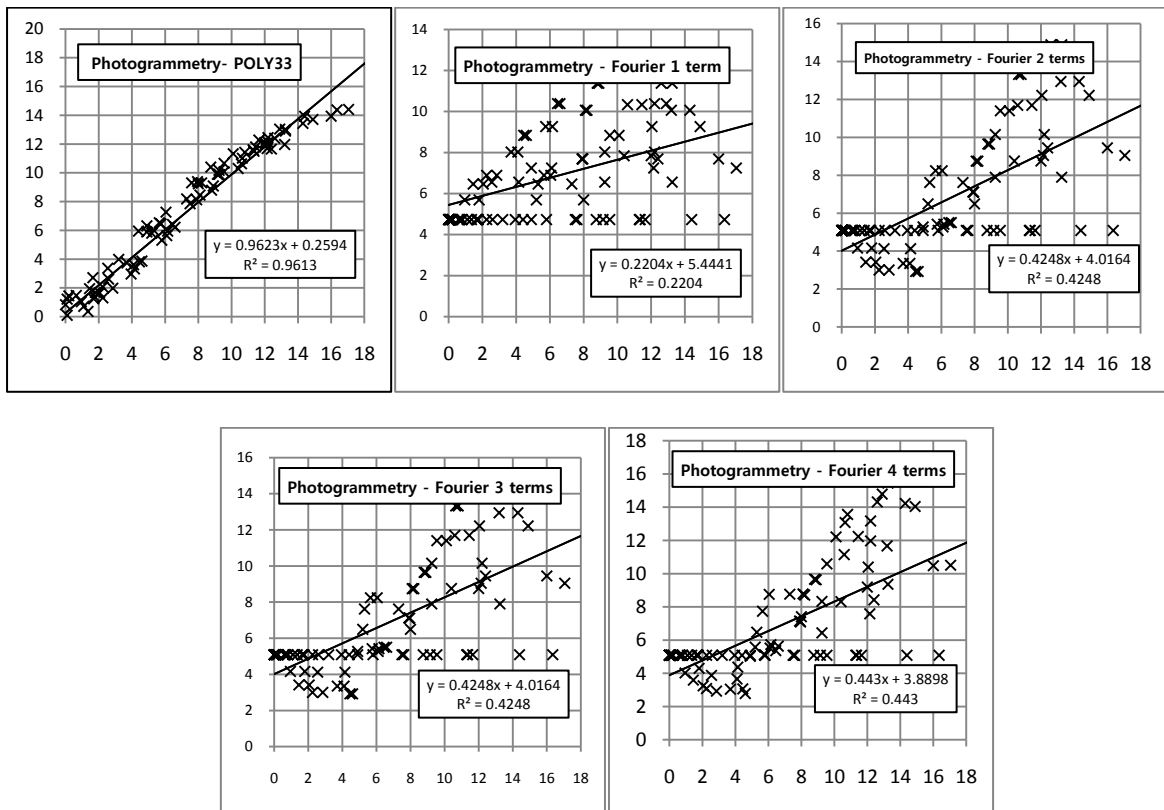 Photogrammetry- POLY33
20
18
16
14
12
10
8
6
4
2
0
y = 0.9623x + 0.2594
R² = 0.9613
0 2 4 6 8 10 12 14 16 18
Photogrammetry - Fourier 1 term
14
12
10
8
6
4
2
0
y = 0.2204x + 5.4441
R² = 0.2204
0 2 4 6 8 10 12 14 16 18
Photogrammetry - Fourier 2 terms
16
14
12
10
8
6
4
2
0
y = 0.4248x + 4.0164
R² = 0.4248
0 2 4 6 8 10 12 14 16 18
Photogrammetry - Fourier 3 terms
16
14
12
10
8
6
4
2
0
y = 0.4248x + 4.0164
R² = 0.4248
0 2 4 6 8 10 12 14 16 18
Photogrammetry - Fourier 4 terms
18
16
14
12
10
8
6
4
2
0
y = 0.443x + 3.8898
R² = 0.443
0 2 4 6 8 10 12 14 16 18